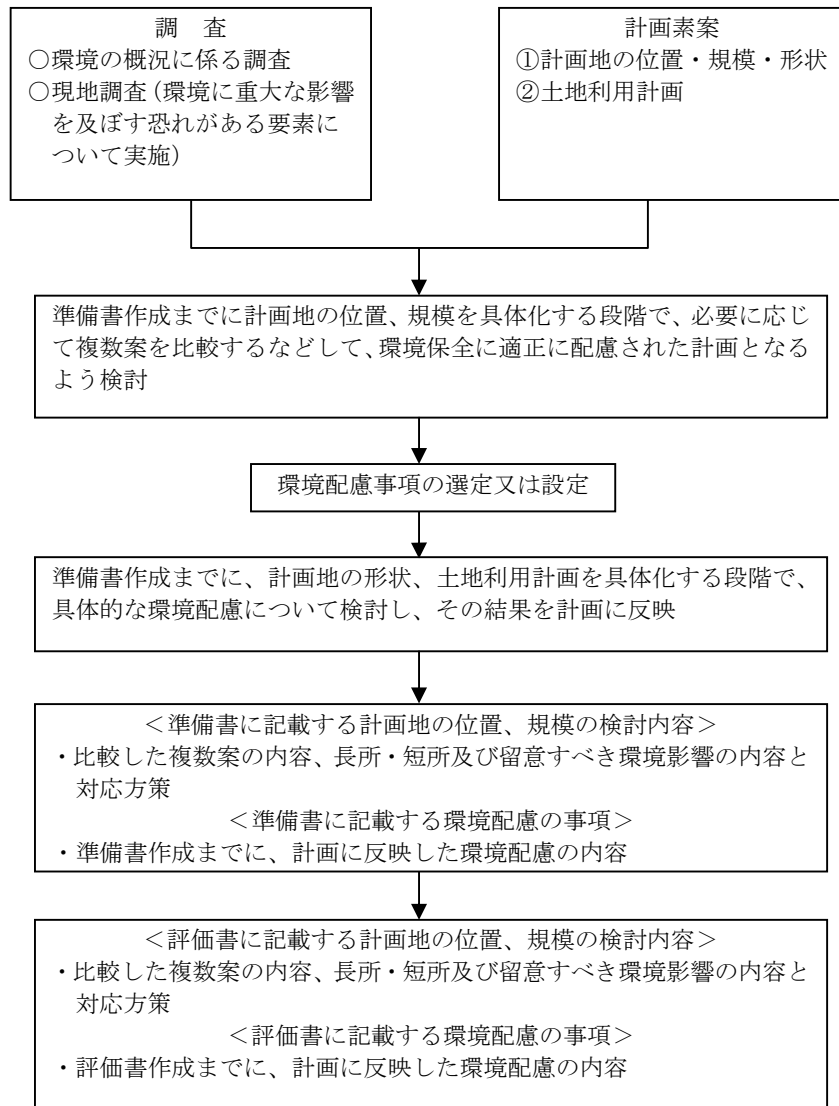 調　査
○環境の概況に係る調査
○現地調査（環境に重大な影響
を及ぼす恐れがある要素に
ついて実施）
計画素案
①計画地の位置・規模・形状
②土地利用計画
準備書作成までに計画地の位置、規模を具体化する段階で、必要に応じ
て複数案を比較するなどして、環境保全に適正に配慮された計画となる
よう検討
環境配慮事項の選定又は設定
準備書作成までに、計画地の形状、土地利用計画を具体化する段階で、
具体的な環境配慮について検討し、その結果を計画に反映
＜準備書に記載する計画地の位置、規模の検討内容＞
・比較した複数案の内容、長所・短所及び留意すべき環境影響の内容と
対応方策
＜準備書に記載する環境配慮の事項＞
・準備書作成までに、計画に反映した環境配慮の内容
＜評価書に記載する計画地の位置、規模の検討内容＞
・比較した複数案の内容、長所・短所及び留意すべき環境影響の内容と
対応方策
＜評価書に記載する環境配慮の事項＞
・評価書作成までに、計画に反映した環境配慮の内容